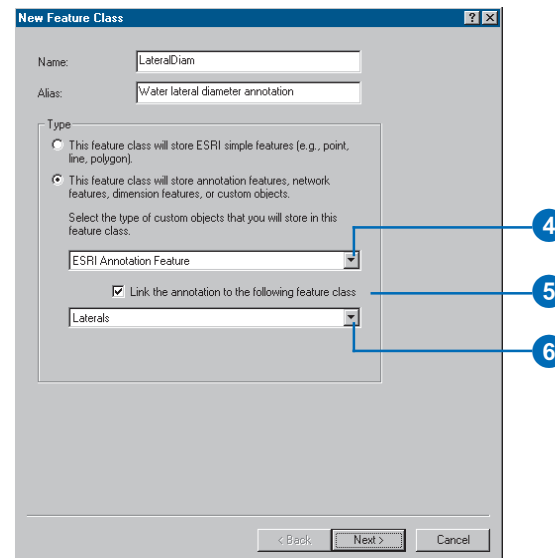 New Feature Class
Name:
LateralDiam
Alias:
Water lateral diameter annotation
Type
This feature class will store ESRI simple features (e.g., point,
line, polygon).
This feature class will store annotation features, network
features, dimension features, or custom objects.
Select the type of custom objects that you will store in this
feature class.
4
ESRI Annotation Feature
Link the annotation to the following feature class
5
Laterals
6
< Back
Next >
Cancel